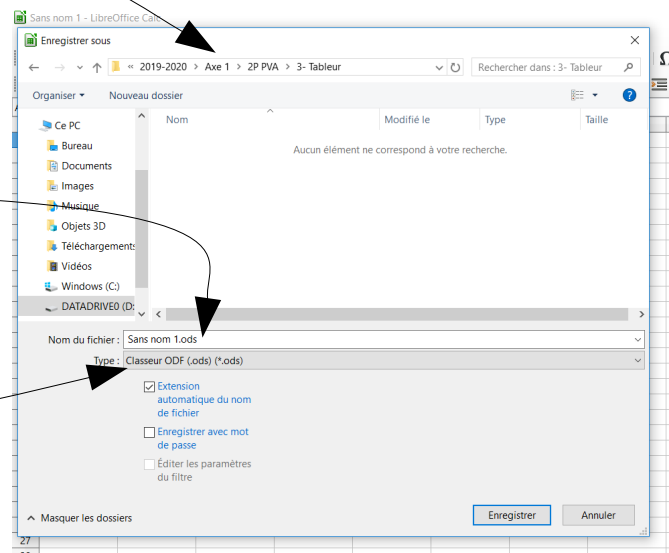 Sans nom 1 - LibreOffice Calc
Enregistrer sous
« 2019-2020 > Axe 1 > 2P PVA > 3- Tableur
Rechercher dans : 3- Tableur
Organiser
Nouveau dossier
?
Nom
Modifié le
Type
Taille
Aucun élément ne correspond à votre recherche.
Ce PC
Bureau
Documents
Images
Musique
Objets 3D
Téléchargements
Vidéos
Windows (C:)
DATADRIVE0 (D:
Nom du fichier :
Sans nom 1.ods
Type :
Classeur ODF (.ods) (*.ods)
Extension
automatique du nom
de fichier
Enregistrer avec mot
de passe
Éditer les paramètres
du filtre
Masquer les dossiers
Enregistrer
Annuler
27